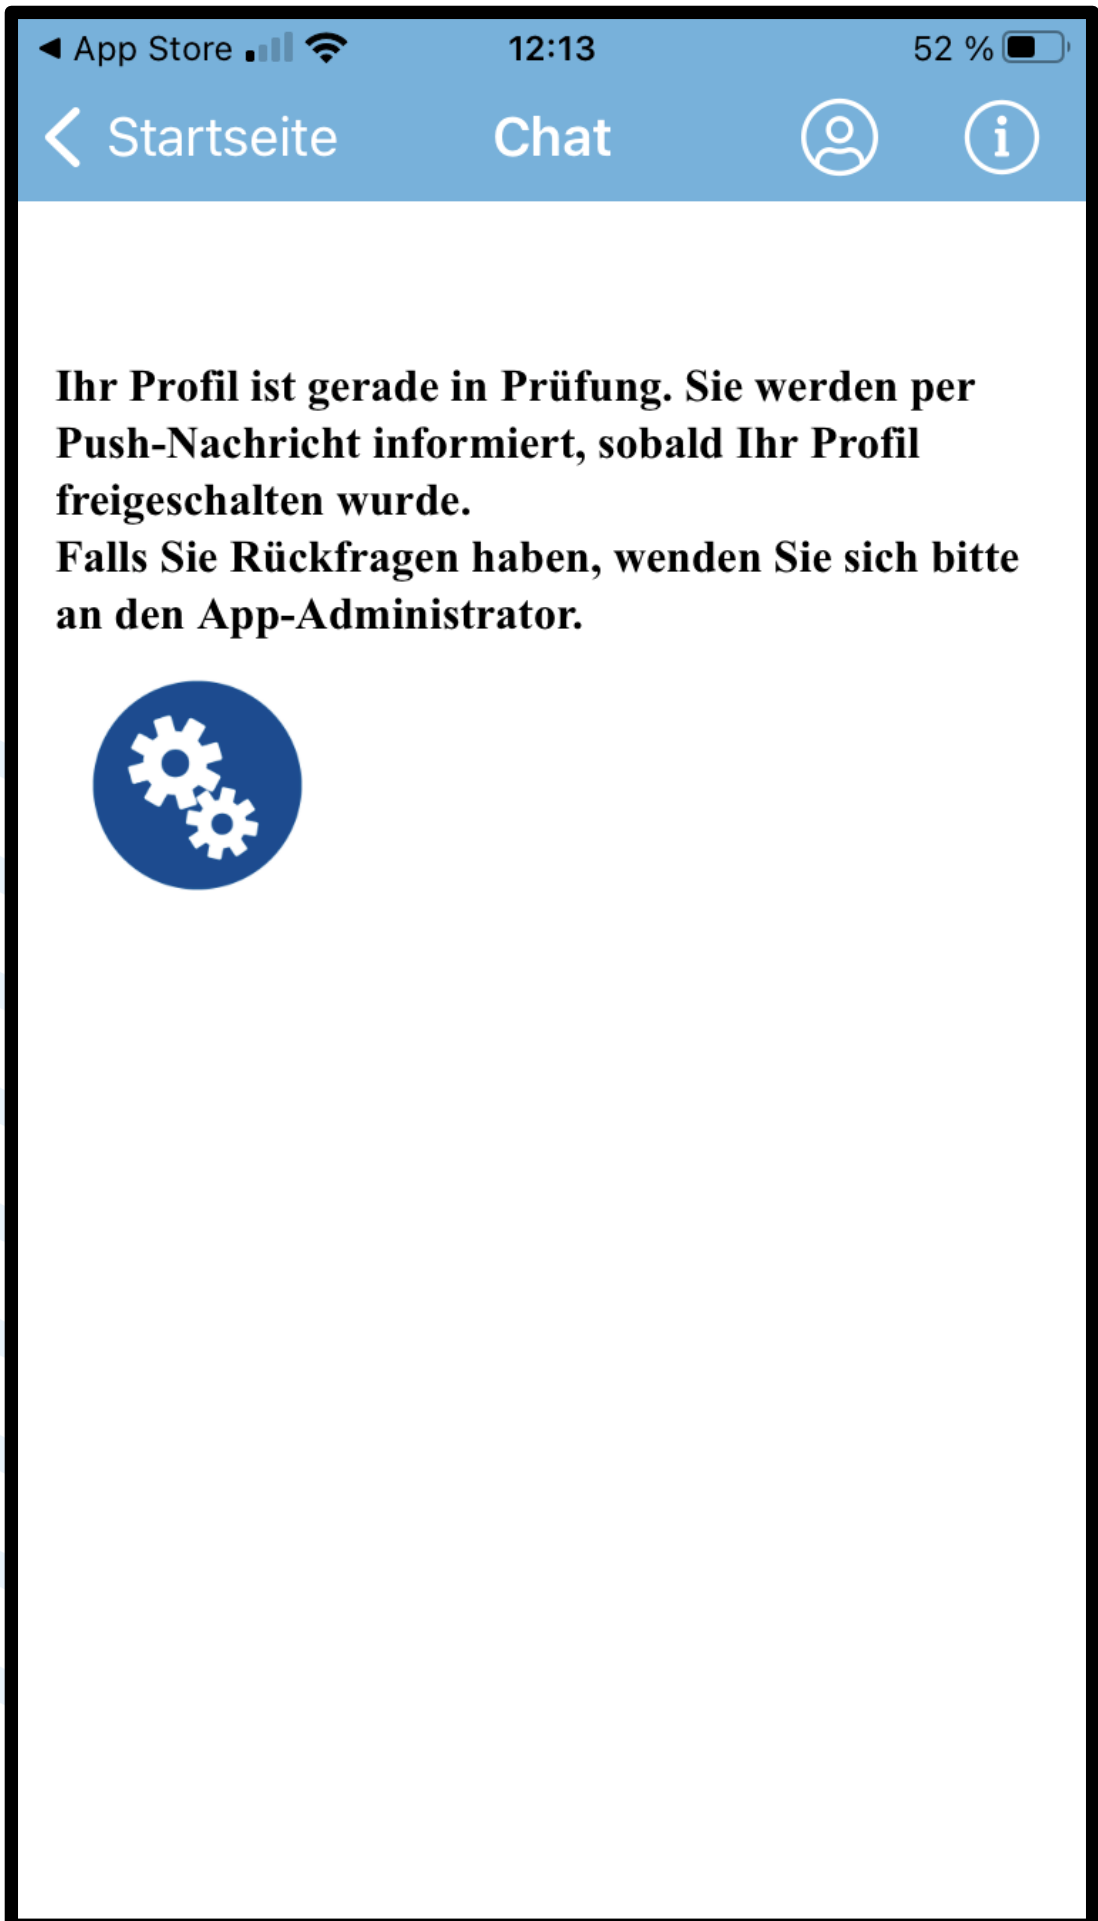 App Store 12:13 52 %
Startseite Chat
Ihr Profil ist gerade in Prüfung. Sie werden per
Push-Nachricht informiert, sobald Ihr Profil
freigeschalten wurde.
Falls Sie Rückfragen haben, wenden Sie sich bitte
an den App-Administrator.